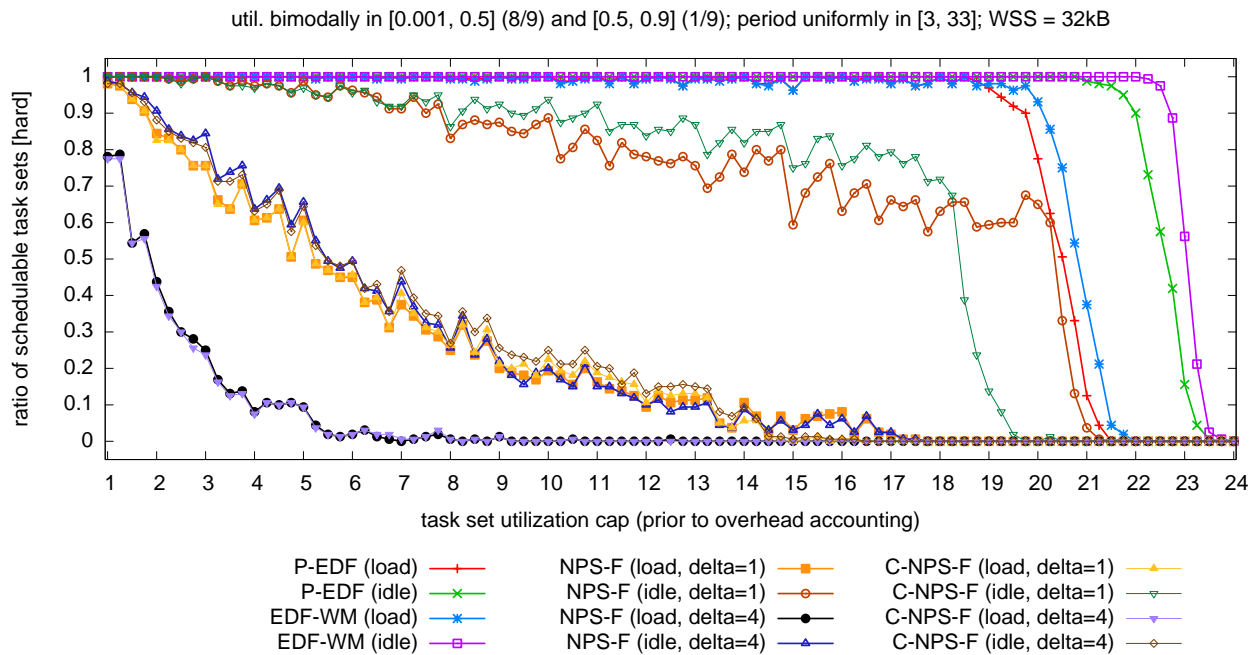 util. bimodally in [0.001, 0.5] (8/9) and [0.5, 0.9] (1/9); period uniformly in [3, 33]; WSS = 32kB
ratio of schedulable task sets [hard]
1
0.9
0.8
0.7
0.6
0.5
0.4
0.3
0.2
0.1
0
1 2 3 4 5 6 7 8 9 10 11 12 13 14 15 16 17 18 19 20 21 22 23 24
task set utilization cap (prior to overhead accounting)
P-EDF (load) NPS-F (load, delta=1) C-NPS-F (load, delta=1)
P-EDF (idle) NPS-F (idle, delta=1) C-NPS-F (idle, delta=1)
EDF-WM (load) NPS-F (load, delta=4) C-NPS-F (load, delta=4)
EDF-WM (idle) NPS-F (idle, delta=4) C-NPS-F (idle, delta=4)